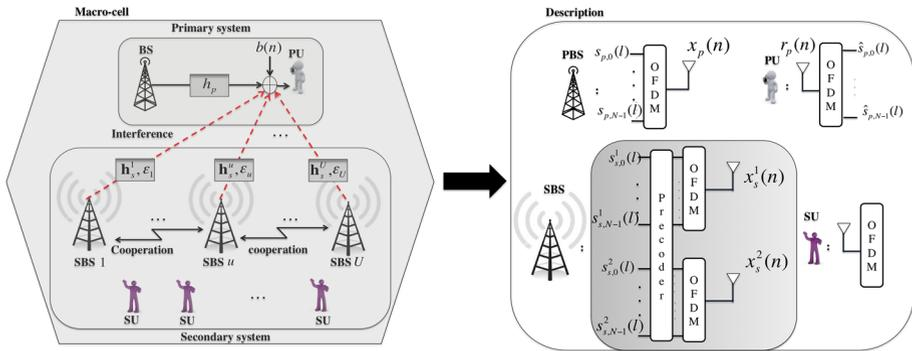 Macro-cell
Primary system
BS
h_p
b(n)
PU
Interference
...
h_s^1, ε_1
h_s^u, ε_u
h_s^U, ε_U
... ...
Cooperation
cooperation
SBS 1
SBS u
SBS U
SU SU ... SU
Secondary system
Description
PBS :
s_{p,0}(l)
s_{p,N-1}(l)
OFDM
x_p(n)
PU :
r_p(n)
OFDM
ŝ_{p,0}(l)
ŝ_{p,N-1}(l)
SBS :
s_{s,0}^1(l)
s_{s,N-1}^1(l)
s_{s,0}^2(l)
s_{s,N-1}^2(l)
Precoder
OFDM
x_s^1(n)
OFDM
x_s^2(n)
SU :
OFDM